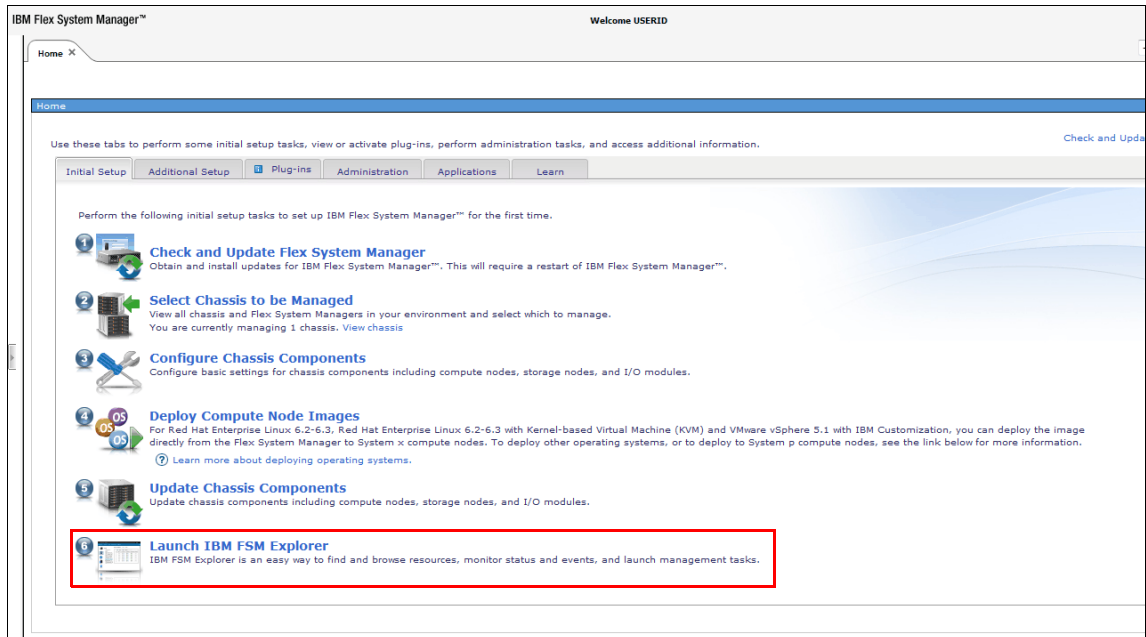 IBM Flex System Manager™
Welcome USERID
Home ×
Home
Check and Upda
Use these tabs to perform some initial setup tasks, view or activate plug-ins, perform administration tasks, and access additional information.
Initial Setup
Additional Setup
Plug-ins
Administration
Applications
Learn
Perform the following initial setup tasks to set up IBM Flex System Manager™ for the first time.
1
Check and Update Flex System Manager
Obtain and install updates for IBM Flex System Manager™. This will require a restart of IBM Flex System Manager™.
2
Select Chassis to be Managed
View all chassis and Flex System Managers in your environment and select which to manage.
You are currently managing 1 chassis. View chassis
3
Configure Chassis Components
Configure basic settings for chassis components including compute nodes, storage nodes, and I/O modules.
4
OS
OS
OS
Deploy Compute Node Images
For Red Hat Enterprise Linux 6.2-6.3, Red Hat Enterprise Linux 6.2-6.3 with Kernel-based Virtual Machine (KVM) and VMware vSphere 5.1 with IBM Customization, you can deploy the image
directly from the Flex System Manager to System x compute nodes. To deploy other operating systems, or to deploy to System p compute nodes, see the link below for more information.
? Learn more about deploying operating systems.
5
Update Chassis Components
Update chassis components including compute nodes, storage nodes, and I/O modules.
6
Launch IBM FSM Explorer
IBM FSM Explorer is an easy way to find and browse resources, monitor status and events, and launch management tasks.